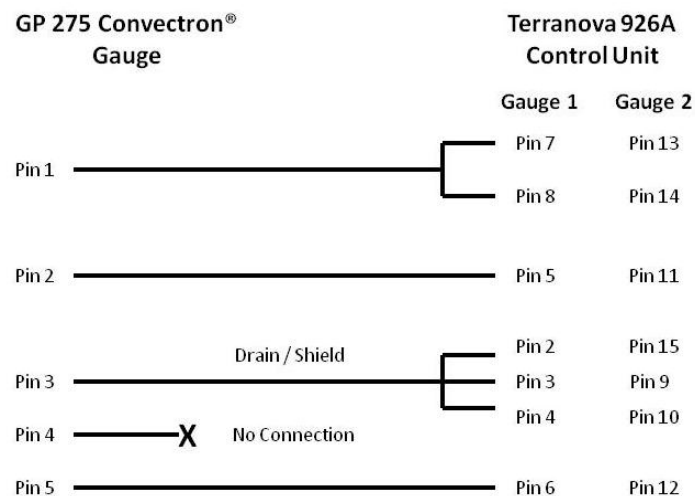 GP 275 Convectron®
Gauge
Terranova 926A
Control Unit
Gauge 1 Gauge 2
Pin 1
Pin 7 Pin 13
Pin 8 Pin 14
Pin 2 Pin 5 Pin 11
Drain / Shield
Pin 2 Pin 15
Pin 3 Pin 3 Pin 9
Pin 4 Pin 10
Pin 4 X No Connection
Pin 5 Pin 6 Pin 12